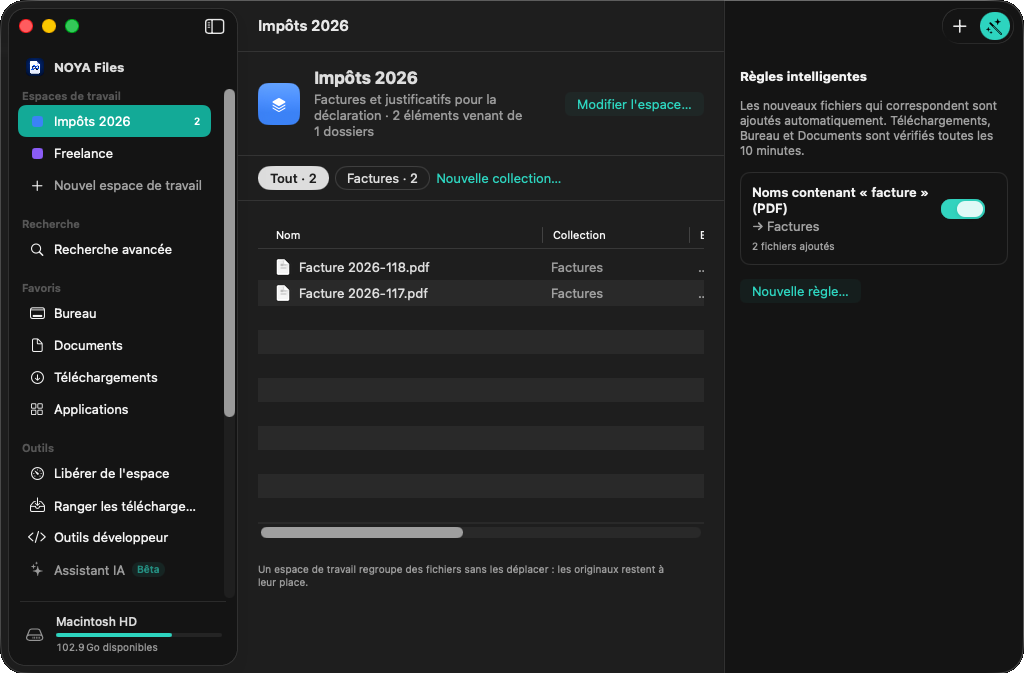 Impôts 2026
NOYA Files
Espaces de travail
Impôts 2026 2
Freelance
Nouvel espace de travail
Recherche
Recherche avancée
Favoris
Bureau
Documents
Téléchargements
Applications
Outils
Libérer de l'espace
Ranger les télécharge...
Outils développeur
Assistant IA Bêta
Macintosh HD
102.9 Go disponibles
Impôts 2026
Factures et justificatifs pour la
déclaration · 2 éléments venant de
1 dossiers
Modifier l'espace...
Tout · 2 Factures · 2 Nouvelle collection...
Nom Collection E
Facture 2026-118.pdf Factures ..
Facture 2026-117.pdf Factures ..
Un espace de travail regroupe des fichiers sans les déplacer : les originaux restent à
leur place.
Règles intelligentes
Les nouveaux fichiers qui correspondent sont
ajoutés automatiquement. Téléchargements,
Bureau et Documents sont vérifiés toutes les
10 minutes.
Noms contenant « facture »
(PDF)
→ Factures
2 fichiers ajoutés
Nouvelle règle...